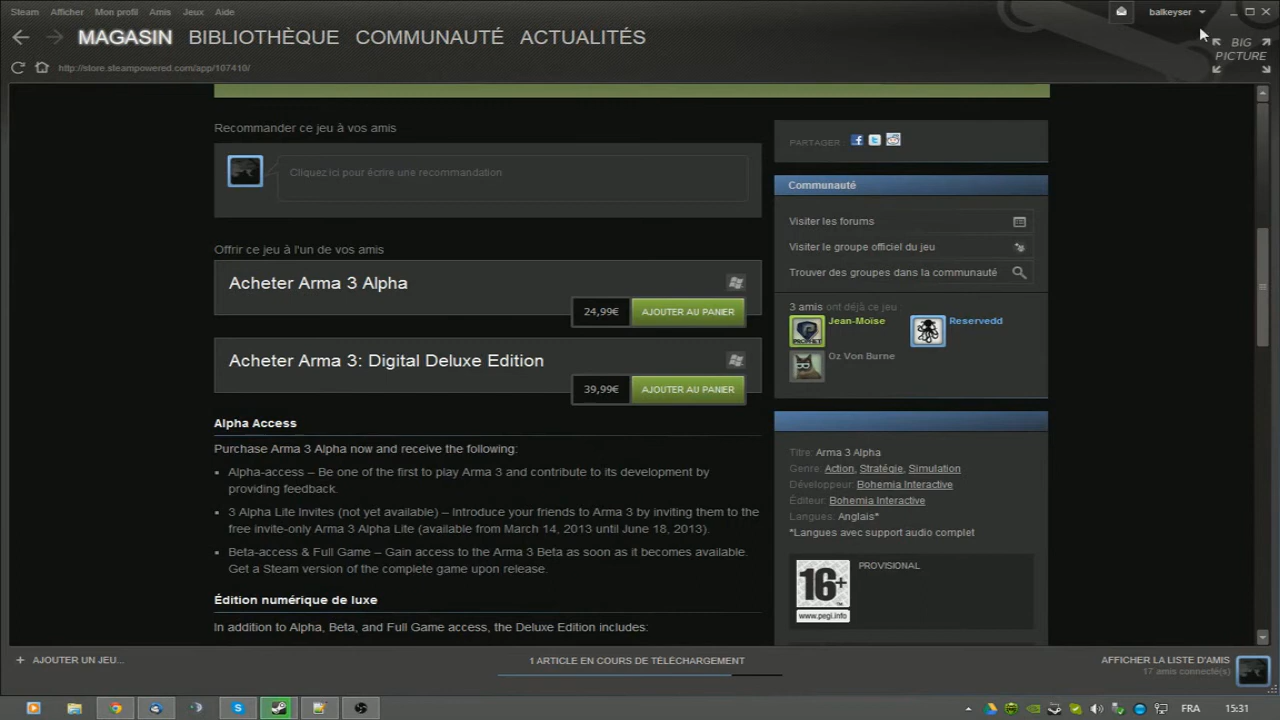 Steam Afficher Mon profil Amis Jeux Aide
balkeyser
MAGASIN BIBLIOTHÈQUE COMMUNAUTÉ ACTUALITÉS
BIG
PICTURE
http://store.steampowered.com/app/107410/
Recommander ce jeu à vos amis
Cliquez ici pour écrire une recommandation
Offrir ce jeu à l'un de vos amis
Acheter Arma 3 Alpha
24,99€ AJOUTER AU PANIER
Acheter Arma 3: Digital Deluxe Edition
39,99€ AJOUTER AU PANIER
Alpha Access
Purchase Arma 3 Alpha now and receive the following:
Alpha-access – Be one of the first to play Arma 3 and contribute to its development by
providing feedback.
3 Alpha Lite Invites (not yet available) – Introduce your friends to Arma 3 by inviting them to the
free invite-only Arma 3 Alpha Lite (available from March 14, 2013 until June 18, 2013).
Beta-access & Full Game – Gain access to the Arma 3 Beta as soon as it becomes available.
Get a Steam version of the complete game upon release.
Édition numérique de luxe
In addition to Alpha, Beta, and Full Game access, the Deluxe Edition includes:
PARTAGER
Communauté
Visiter les forums
Visiter le groupe officiel du jeu
Trouver des groupes dans la communauté
3 amis ont déjà ce jeu
Jean-Moïse
Reservedd
PROPHET
Oz Von Burne
Titre: Arma 3 Alpha
Genre: Action, Stratégie, Simulation
Développeur: Bohemia Interactive
Éditeur: Bohemia Interactive
Langues: Anglais*
*Langues avec support audio complet
16+
www.pegi.info
PROVISIONAL
AJOUTER UN JEU...
1 ARTICLE EN COURS DE TÉLÉCHARGEMENT
AFFICHER LA LISTE D'AMIS
17 amis connecté(s)
FRA 15:31